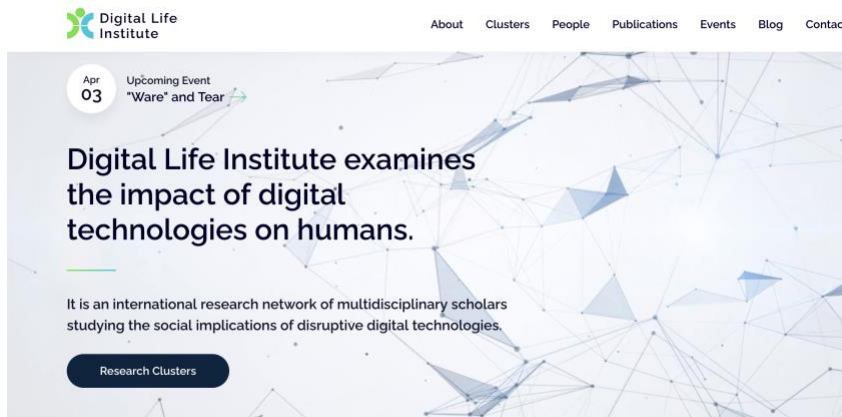 Digital Life
Institute
About Clusters People Publications Events Blog Contac
Apr
03
Upcoming Event
"Ware" and Tear
Digital Life Institute examines
the impact of digital
technologies on humans.
It is an international research network of multidisciplinary scholars
studying the social implications of disruptive digital technologies.
Research Clusters